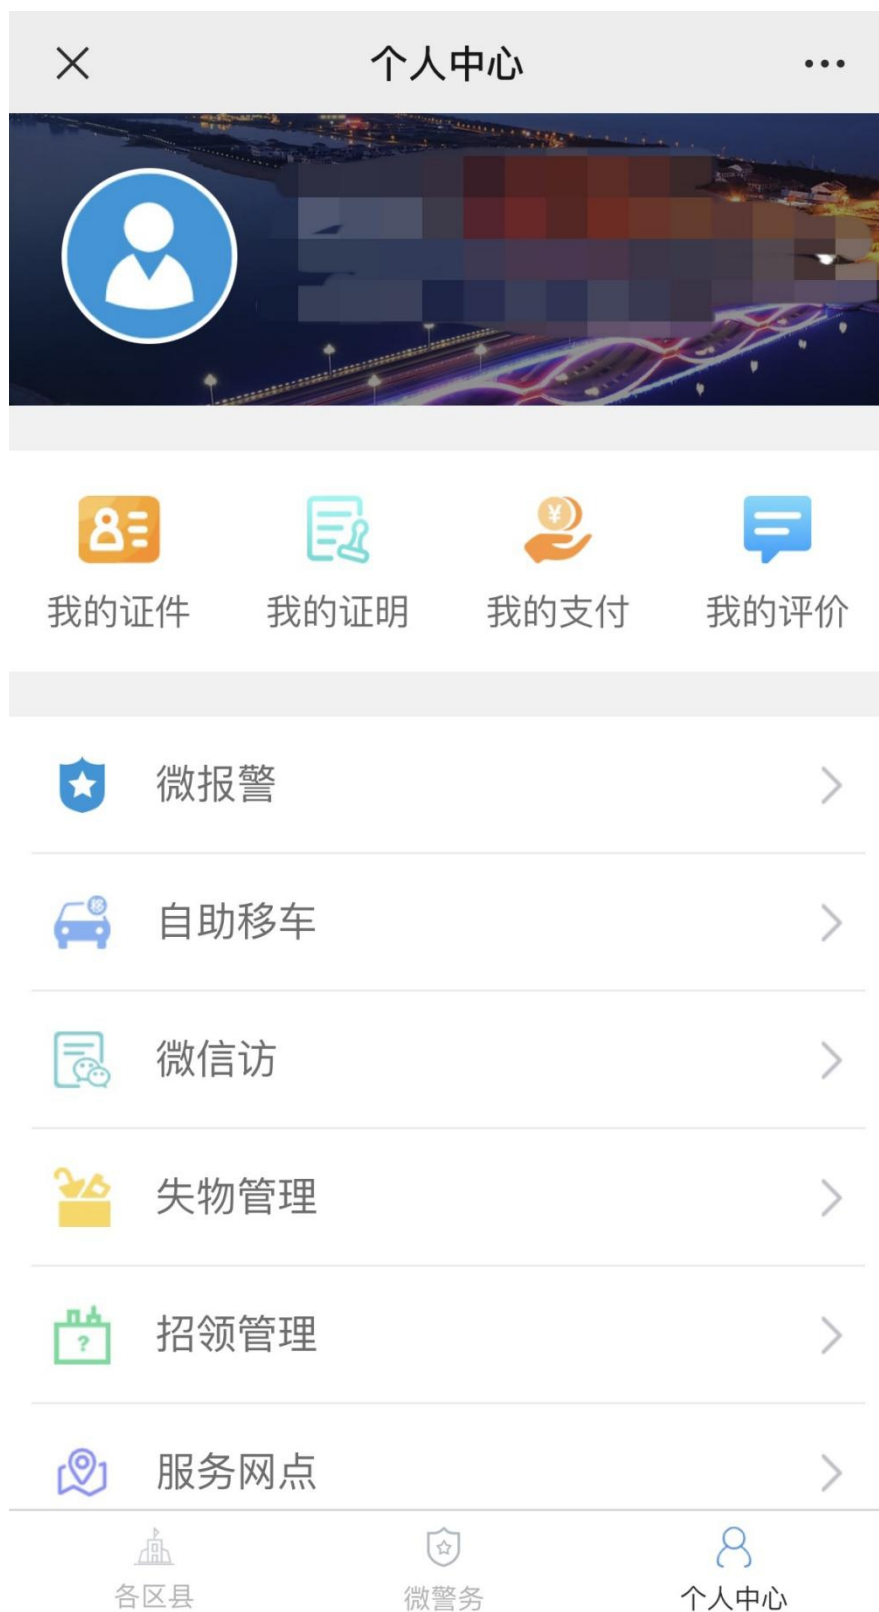 个人中心
我的证件 我的证明 我的支付 我的评价
微报警
移
自助移车
微信访
失物管理
?
招领管理
服务网点
各区县 微警务 个人中心